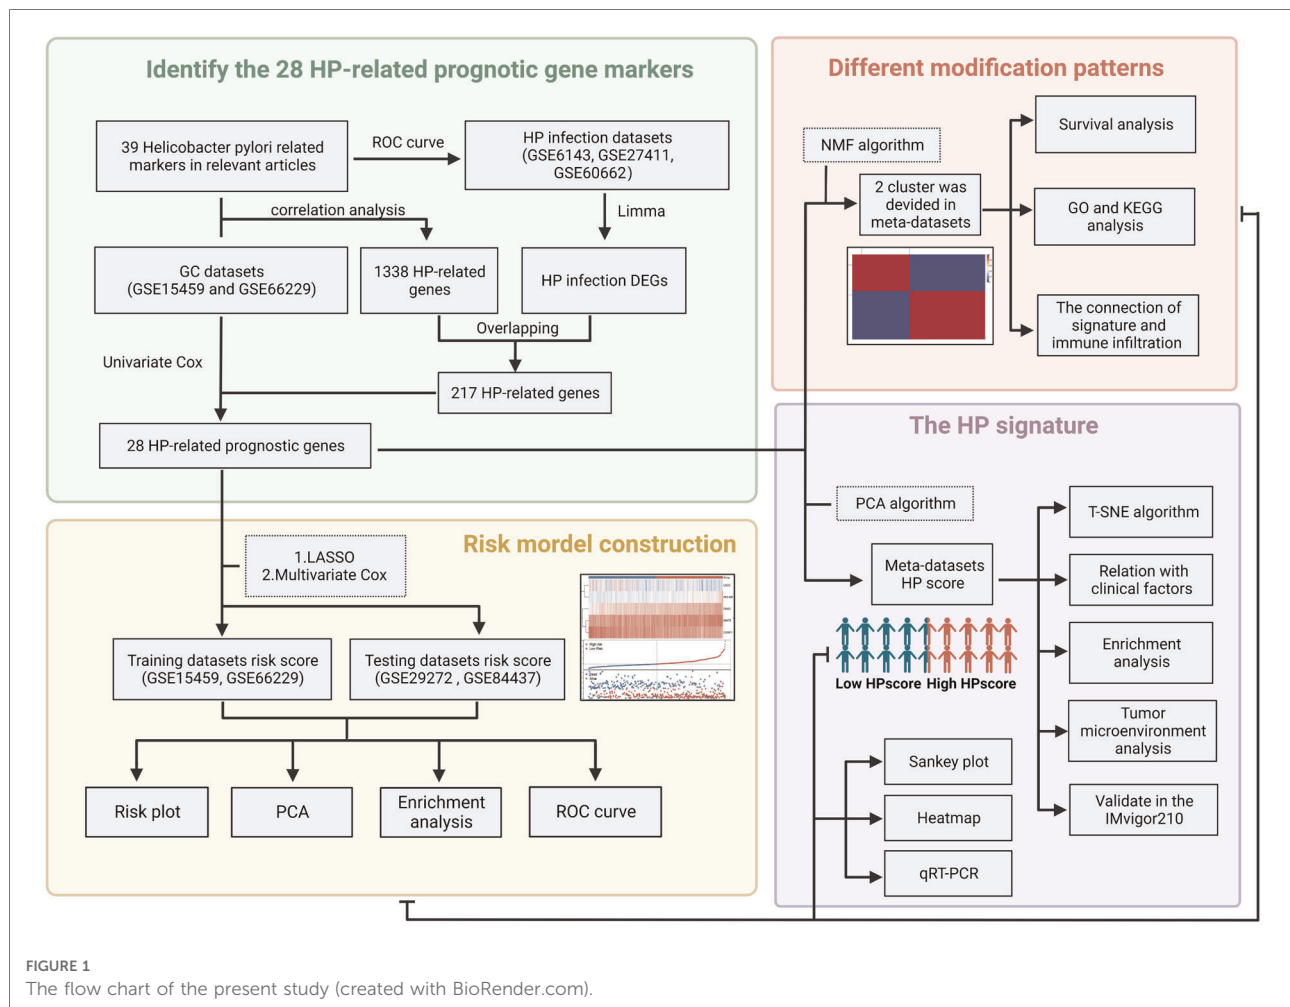 Identify the 28 HP-related prognotic gene markers
39 Helicobacter pylori related
markers in relevant articles
ROC curve
HP infection datasets
(GSE6143, GSE27411,
GSE60662)
correlation analysis
Limma
GC datasets
(GSE15459 and GSE66229)
1338 HP-related
genes
HP infection DEGs
Overlapping
Univariate Cox
217 HP-related genes
28 HP-related prognostic genes
Different modification patterns
NMF algorithm
2 cluster was
devided in
meta-datasets
Survival analysis
GO and KEGG
analysis
The connection of
signature and
immune infiltration
Risk mordel construction
1.LASSO
2.Multivariate Cox
Training datasets risk score
(GSE15459, GSE66229)
Testing datasets risk score
(GSE29272 , GSE84437)
Risk plot
PCA
Enrichment
analysis
ROC curve
The HP signature
PCA algorithm
Meta-datasets
HP score
Low HPscore High HPscore
T-SNE algorithm
Relation with
clinical factors
Enrichment
analysis
Tumor
microenvironment
analysis
Validate in the
IMvigor210
Sankey plot
Heatmap
qRT-PCR
FIGURE 1
The flow chart of the present study (created with BioRender.com).